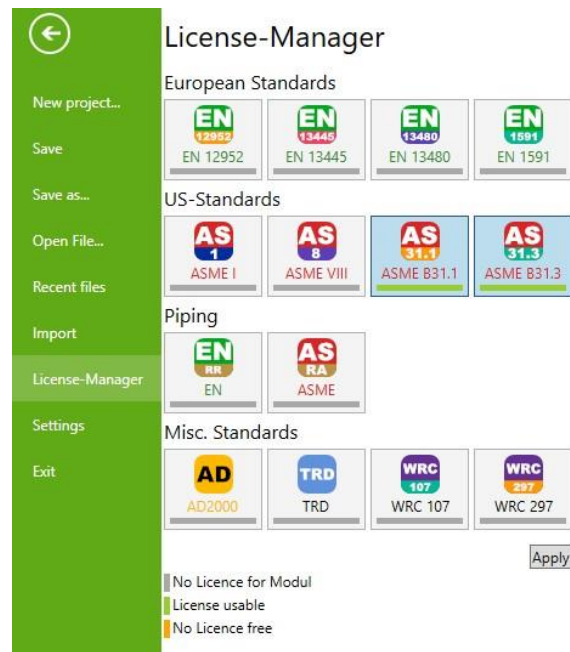 License-Manager
New project...
Save
Save as...
Open File...
Recent files
Import
License-Manager
Settings
Exit
European Standards
EN 12952
EN 13445
EN 13480
EN 1591
EN 12952
EN 13445
EN 13480
EN 1591
US-Standards
AS 1
AS 8
AS 31.1
AS 31.3
ASME I
ASME VIII
ASME B31.1
ASME B31.3
Piping
EN RR
AS RA
EN
ASME
Misc. Standards
AD
TRD
WRC 107
WRC 297
AD2000
TRD
WRC 107
WRC 297
Apply
No Licence for Modul
License usable
No Licence free